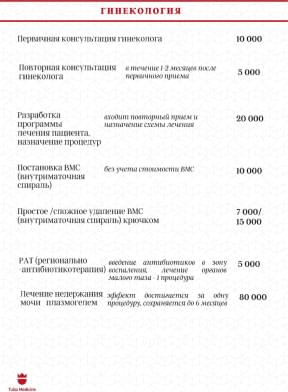 ГИНЕКОЛОГИЯ
Первичная консультация гинеколога 10 000
Повторная консультация гинеколога в течение 1-2 месяцев после первичного приема 5 000
Разработка программы лечения пациента, назначение процедур входит повторный прием и назначение схемы лечения 20 000
Постановка ВМС (внутриматочная спираль) без учета стоимости ВМС 10 000
Простое /сложное удаление ВМС (внутриматочная спираль) крючком 7 000/ 15 000
РАТ (регионально -антибиотикотерапия) введение антибиотиков в зону воспаления, лечение органов малого таза - 1 процедура 5 000
Лечение недержания мочи плазмогелем эффект достигается за одну процедуру, сохраняется до 6 месяцев 80 000
Tulip Medicine